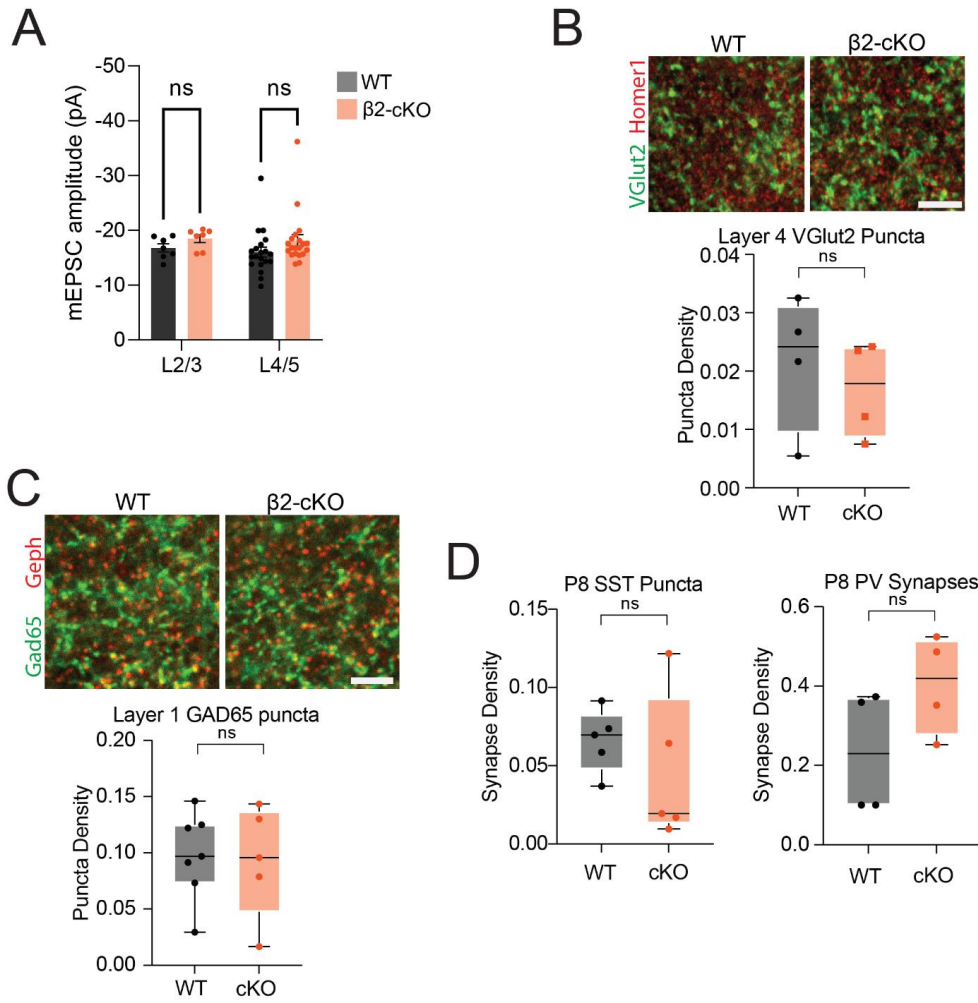 A
mEPSC amplitude (pA)
-50
-40
-30
-20
-10
0
ns
ns
WT
β2-cKO
L2/3
L4/5
B
WT
β2-cKO
VGlut2 Homer1
Layer 4 VGlut2 Puncta
ns
Puncta Density
0.04
0.03
0.02
0.01
0.00
WT
cKO
C
WT
β2-cKO
Gad65 Geph
Layer 1 GAD65 puncta
ns
Puncta Density
0.20
0.15
0.10
0.05
0.00
WT
cKO
D
P8 SST Puncta
ns
Synapse Density
0.15
0.10
0.05
0.00
WT
cKO
P8 PV Synapses
ns
Synapse Density
0.6
0.4
0.2
0.0
WT
cKO